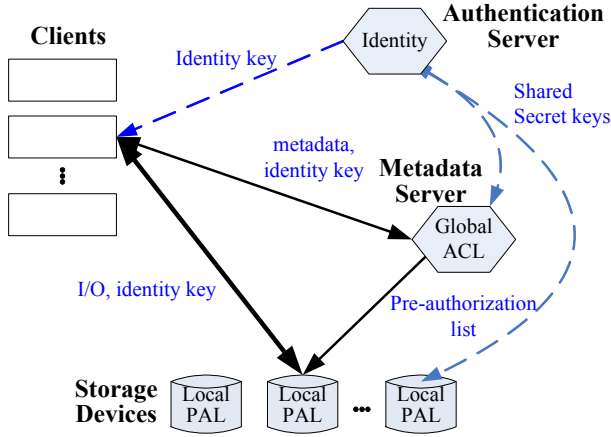 Clients
Authentication
Server
Identity
Identity key
Shared
Secret keys
metadata,
identity key
Metadata
Server
Global
ACL
I/O, identity key
Pre-authorization
list
Storage
Devices
Local
PAL
Local
PAL
Local
PAL